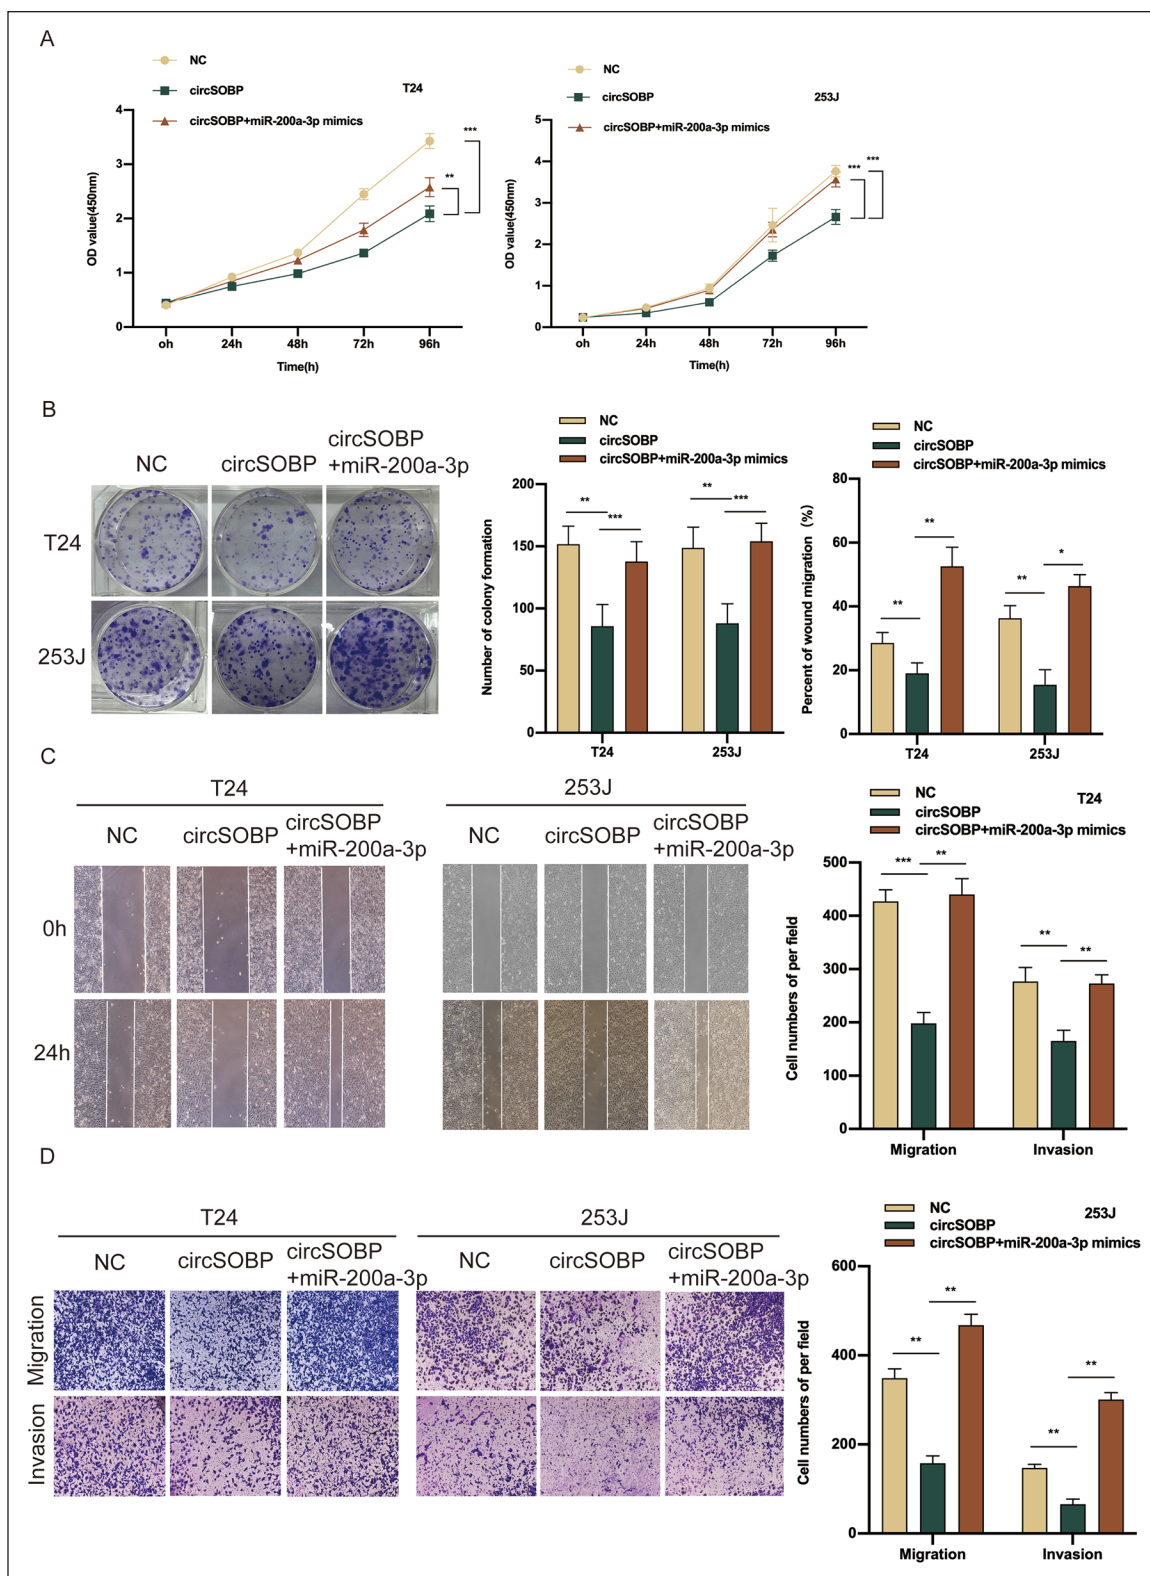 A
NC
circSOBP
circSOBP+miR-200a-3p mimics
T24
***
**
OD value(450nm)
4
3
2
1
0
oh 24h 48h 72h 96h
Time(h)
NC
circSOBP
circSOBP+miR-200a-3p mimics
253J
*** ***
OD value(450nm)
5
4
3
2
1
0
oh 24h 48h 72h 96h
Time(h)
B
NC circSOBP circSOBP
+miR-200a-3p
T24
253J
NC
circSOBP
circSOBP+miR-200a-3p mimics
Number of colony formation
200
150
100
50
0
** *** ** ***
T24 253J
NC
circSOBP
circSOBP+miR-200a-3p mimics
Percent of wound migration (%)
80
60
40
20
0
** ** ** *
T24 253J
C
T24 253J
NC circSOBP circSOBP
+miR-200a-3p
NC circSOBP circSOBP
+miR-200a-3p
0h
24h
NC
circSOBP
circSOBP+miR-200a-3p mimics
T24
Cell numbers of per field
500
400
300
200
100
0
*** ** ** **
Migration Invasion
D
T24 253J
NC circSOBP circSOBP
+miR-200a-3p
NC circSOBP circSOBP
+miR-200a-3p
Migration
Invasion
NC
circSOBP
circSOBP+miR-200a-3p mimics
253J
Cell numbers of per field
600
400
200
0
** ** ** **
Migration Invasion